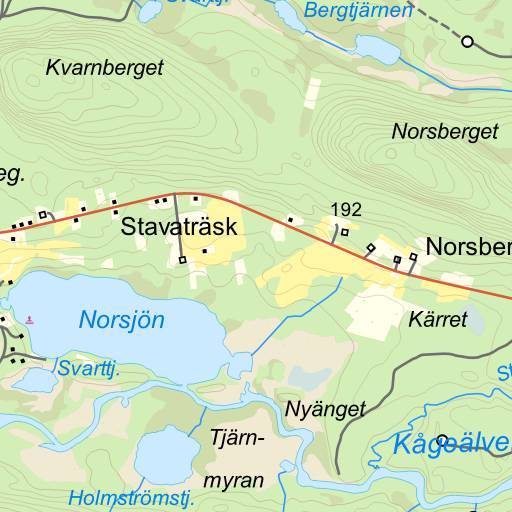 Bergtjärnen
Kvarnberget
Norsberget
eg.
192
Stavaträsk
Norsber
Norsjön
Kärret
Svarttj.
Nyänget
Tjärn-
myran
Kågeälve
Holmströmstj.